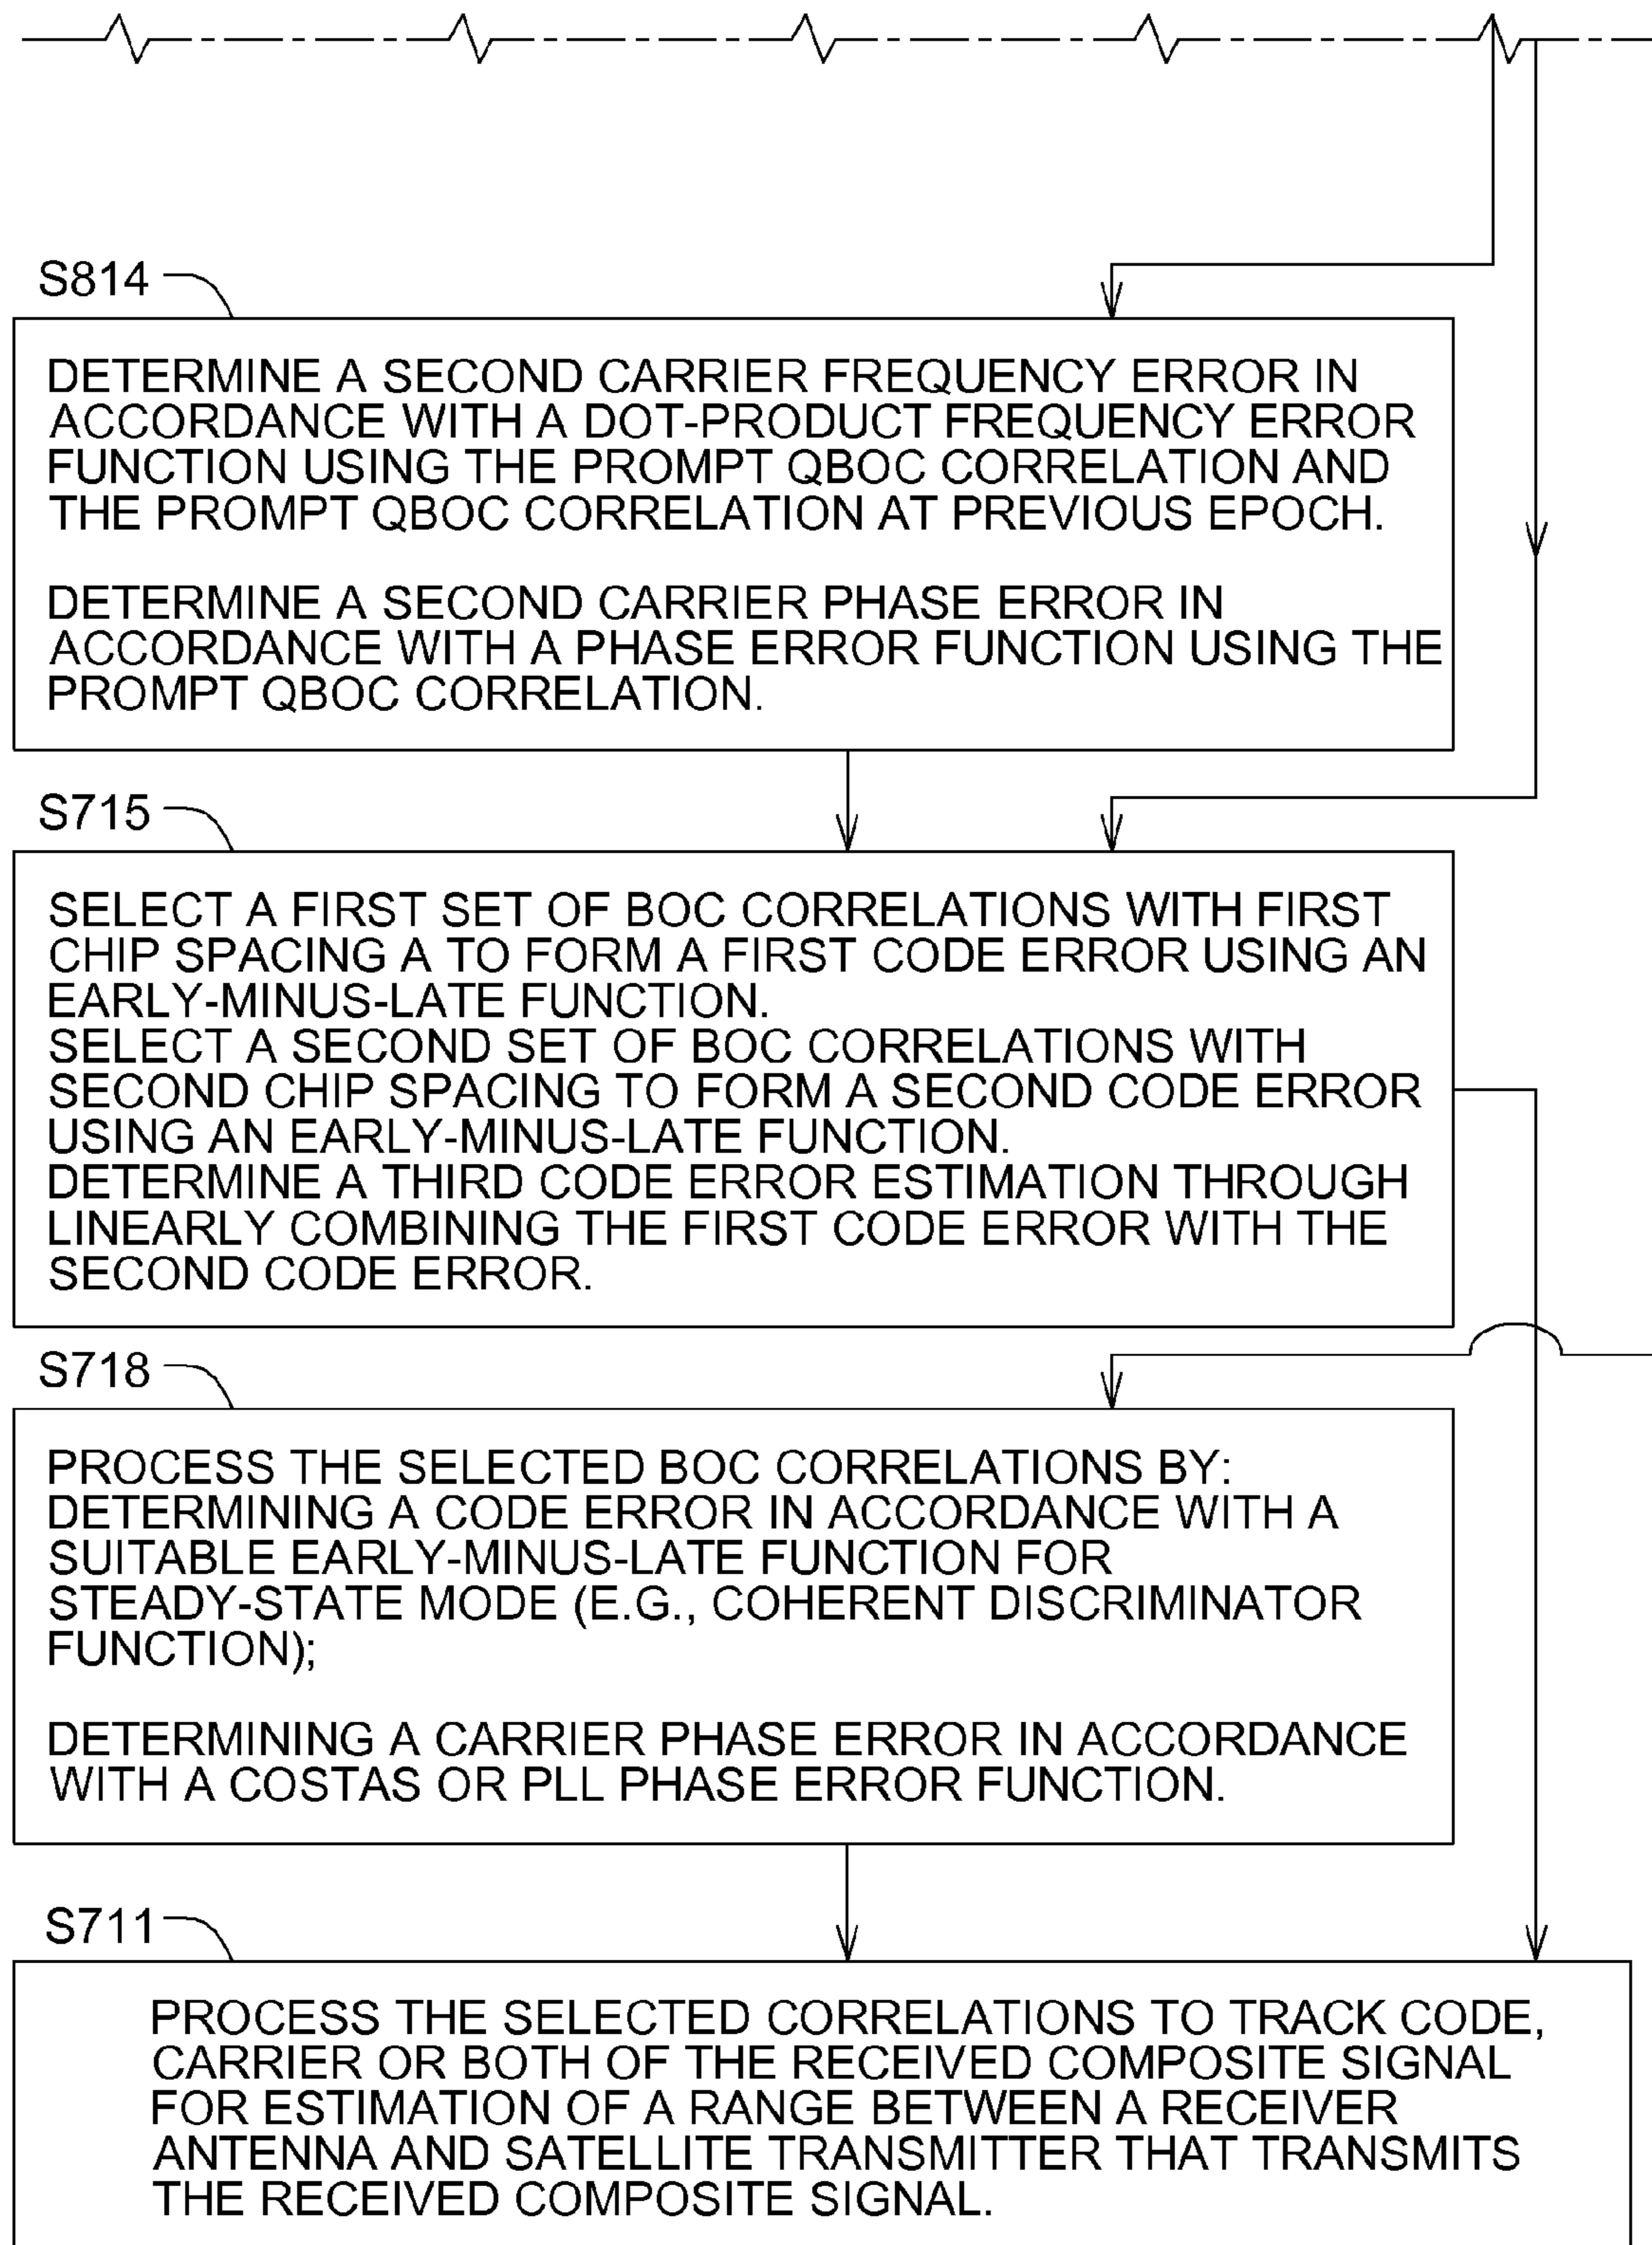 S814
DETERMINE A SECOND CARRIER FREQUENCY ERROR IN
ACCORDANCE WITH A DOT-PRODUCT FREQUENCY ERROR
FUNCTION USING THE PROMPT QBOC CORRELATION AND
THE PROMPT QBOC CORRELATION AT PREVIOUS EPOCH.
DETERMINE A SECOND CARRIER PHASE ERROR IN
ACCORDANCE WITH A PHASE ERROR FUNCTION USING THE
PROMPT QBOC CORRELATION.
S715
SELECT A FIRST SET OF BOC CORRELATIONS WITH FIRST
CHIP SPACING A TO FORM A FIRST CODE ERROR USING AN
EARLY-MINUS-LATE FUNCTION.
SELECT A SECOND SET OF BOC CORRELATIONS WITH
SECOND CHIP SPACING TO FORM A SECOND CODE ERROR
USING AN EARLY-MINUS-LATE FUNCTION.
DETERMINE A THIRD CODE ERROR ESTIMATION THROUGH
LINEARLY COMBINING THE FIRST CODE ERROR WITH THE
SECOND CODE ERROR.
S718
PROCESS THE SELECTED BOC CORRELATIONS BY:
DETERMINING A CODE ERROR IN ACCORDANCE WITH A
SUITABLE EARLY-MINUS-LATE FUNCTION FOR
STEADY-STATE MODE (E.G., COHERENT DISCRIMINATOR
FUNCTION);
DETERMINING A CARRIER PHASE ERROR IN ACCORDANCE
WITH A COSTAS OR PLL PHASE ERROR FUNCTION.
S711
PROCESS THE SELECTED CORRELATIONS TO TRACK CODE,
CARRIER OR BOTH OF THE RECEIVED COMPOSITE SIGNAL
FOR ESTIMATION OF A RANGE BETWEEN A RECEIVER
ANTENNA AND SATELLITE TRANSMITTER THAT TRANSMITS
THE RECEIVED COMPOSITE SIGNAL.